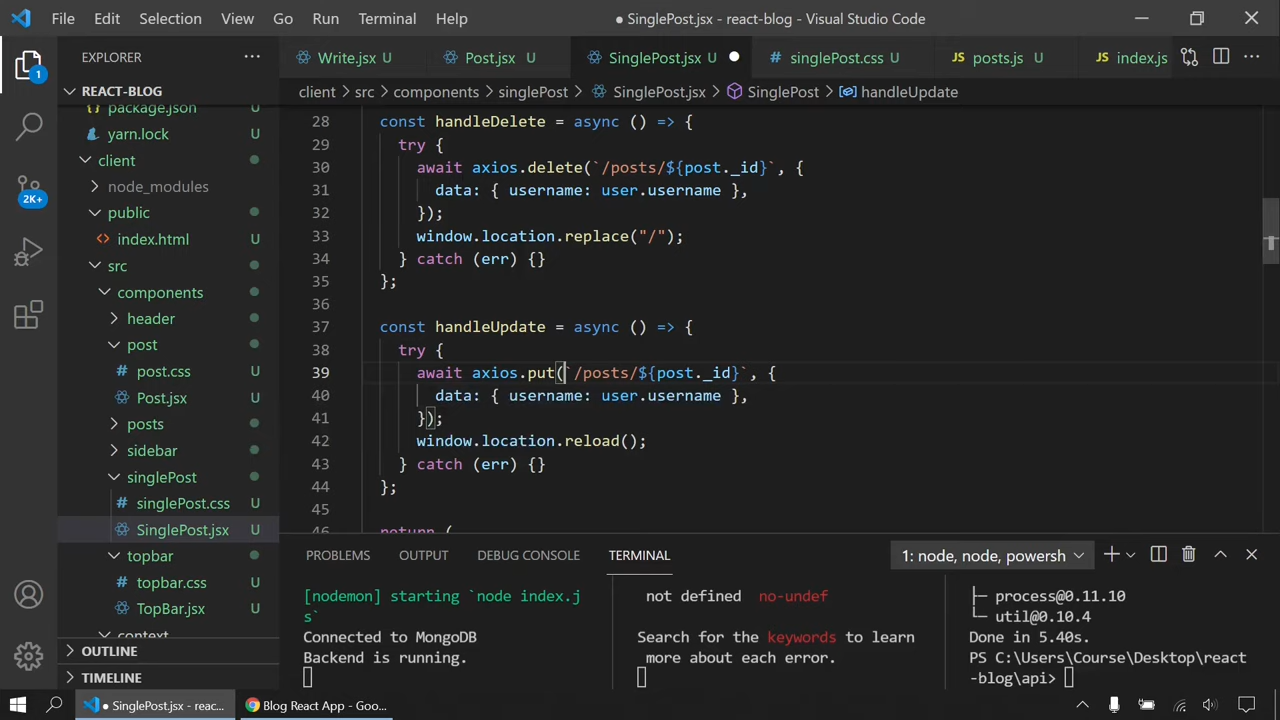 File Edit Selection View Go Run Terminal Help
● SinglePost.jsx - react-blog - Visual Studio Code
EXPLORER
Write.jsx U
Post.jsx U
SinglePost.jsx U
# singlePost.css U
JS posts.js U
JS index.js
REACT-BLOG
client > src > components > singlePost > SinglePost.jsx > SinglePost > handleUpdate
1
2K+
package.json U
yarn.lock U
client
node_modules
public
index.html U
src
components
header
post
# post.css U
Post.jsx U
posts
sidebar
singlePost
# singlePost.css U
SinglePost.jsx U
topbar
# topbar.css U
TopBar.jsx U
context
OUTLINE
TIMELINE
28 const handleDelete = async () => {
29 try {
30 await axios.delete(`/posts/${post._id}`, {
31 data: { username: user.username },
32 });
33 window.location.replace("/");
34 } catch (err) {}
35 };
36
37 const handleUpdate = async () => {
38 try {
39 await axios.put(`/posts/${post._id}`, {
40 data: { username: user.username },
41 });
42 window.location.reload();
43 } catch (err) {}
44 };
45
46 return (
PROBLEMS OUTPUT DEBUG CONSOLE TERMINAL
1: node, node, powersh
[nodemon] starting `node index.j
s`
Connected to MongoDB
Backend is running.
not defined no-undef
Search for the keywords to learn
more about each error.
├─ process@0.11.10
└─ util@0.10.4
Done in 5.40s.
PS C:\Users\Course\Desktop\react
-blog\api>
● SinglePost.jsx - reac...
Blog React App - Goo...